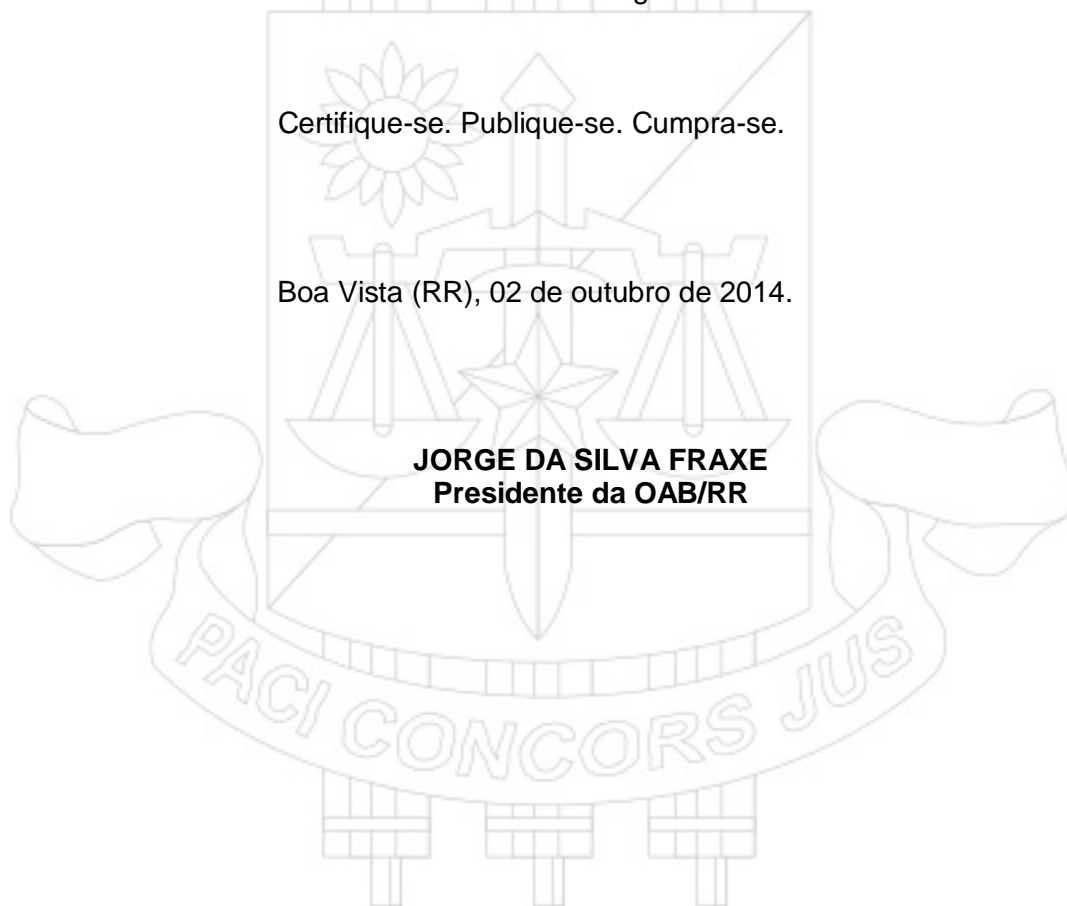 Certifique-se. Publique-se. Cumpra-se.
Boa Vista (RR), 02 de outubro de 2014.
JORGE DA SILVA FRAXE
Presidente da OAB/RR
PACI CONCORS JUS